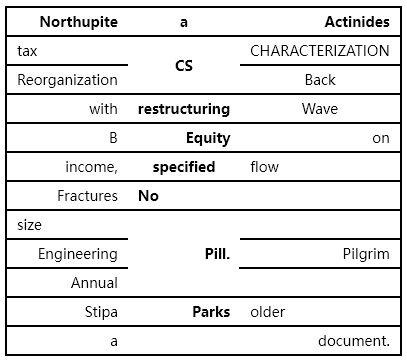 Northupite a Actinides
tax CS CHARACTERIZATION
Reorganization Back
with restructuring Wave
B Equity on
income, specified flow
Fractures No
size
Engineering Pill. Pilgrim
Annual
Stipa Parks older
a document.